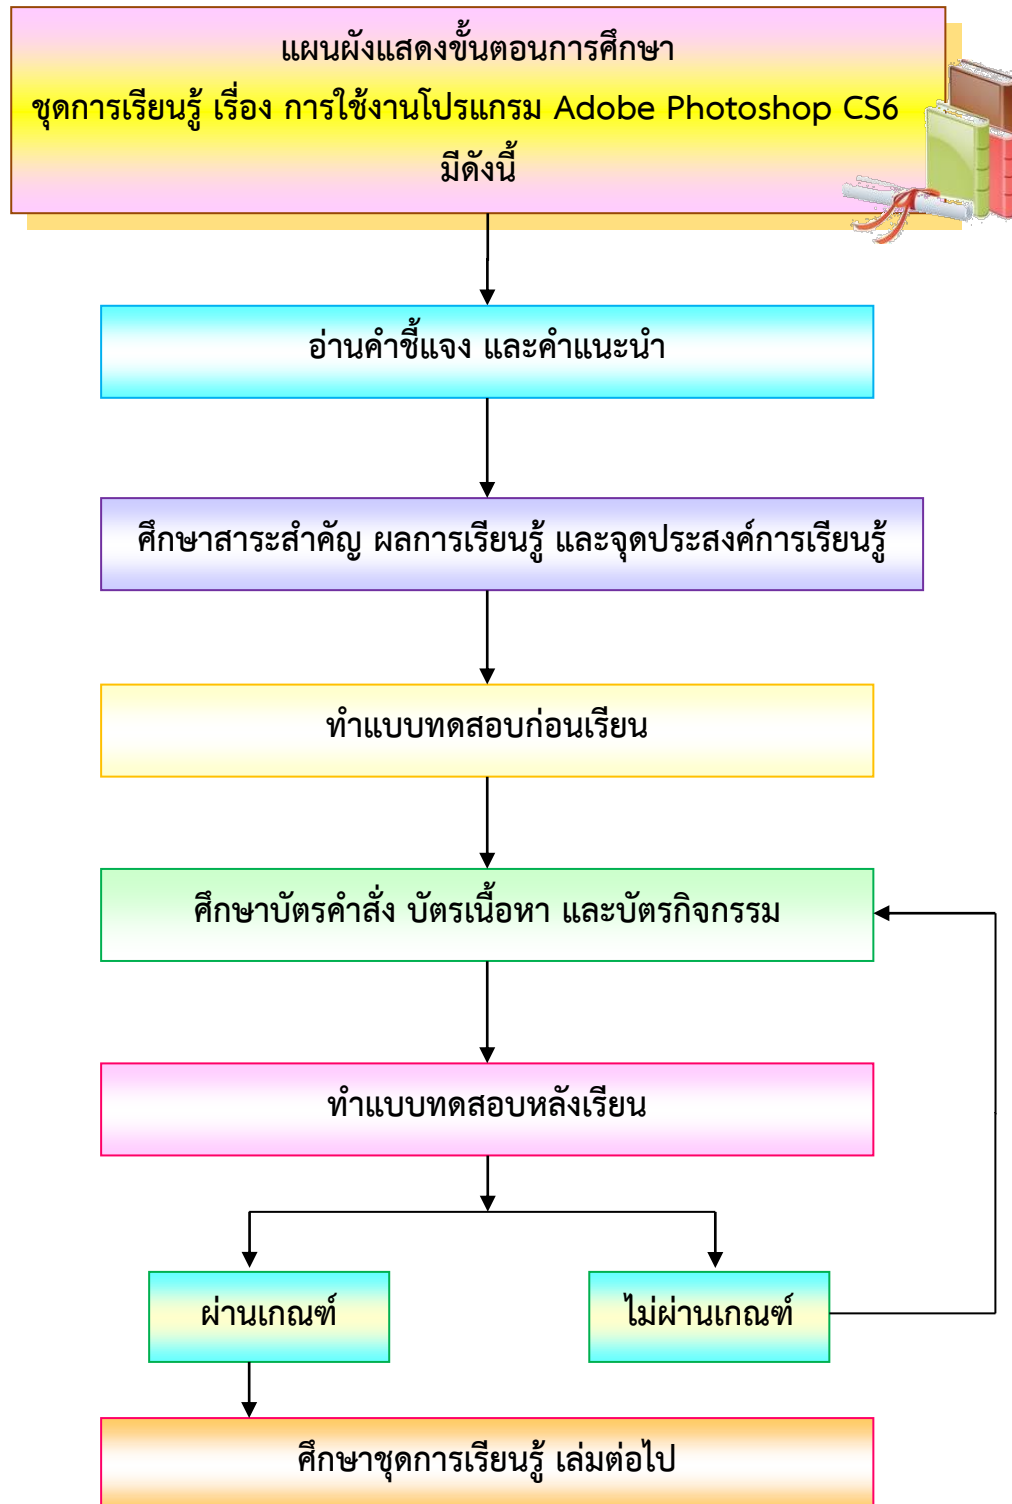 แผนผังแสดงขั้นตอนการศึกษา
ชุดการเรียนรู้ เรื่อง การใช้งานโปรแกรม Adobe Photoshop CS6
มีดังนี้
อ่านคำชี้แจง และคำแนะนำ
ศึกษาสาระสำคัญ ผลการเรียนรู้ และจุดประสงค์การเรียนรู้
ทำแบบทดสอบก่อนเรียน
ศึกษาบัตรคำสั่ง บัตรเนื้อหา และบัตรกิจกรรม
ทำแบบทดสอบหลังเรียน
ผ่านเกณฑ์
ไม่ผ่านเกณฑ์
ศึกษาชุดการเรียนรู้ เล่มต่อไป